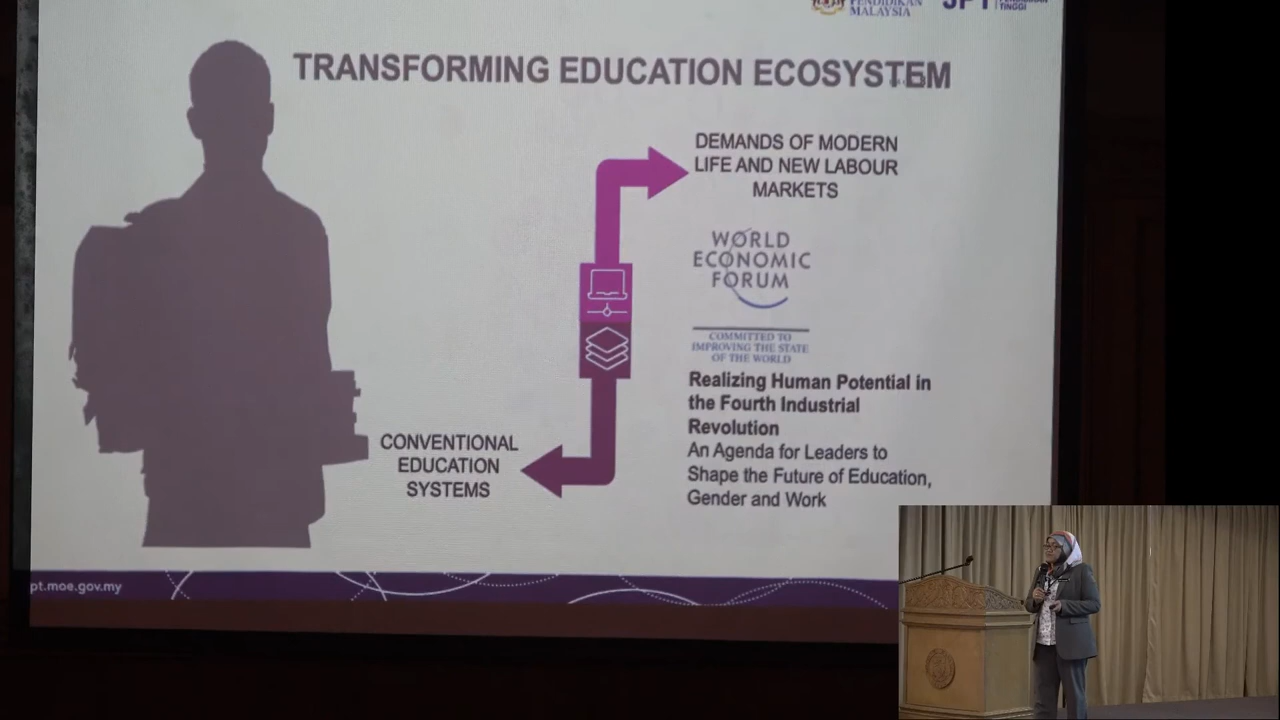 PENDIDIKAN
MALAYSIA
JPT
TINGGI
TRANSFORMING EDUCATION ECOSYSTEM
DEMANDS OF MODERN
LIFE AND NEW LABOUR
MARKETS
WORLD
ECONOMIC
FORUM
COMMITTED TO
IMPROVING THE STATE
OF THE WORLD
Realizing Human Potential in
the Fourth Industrial
Revolution
An Agenda for Leaders to
Shape the Future of Education,
Gender and Work
CONVENTIONAL
EDUCATION
SYSTEMS
pt.moe.gov.my